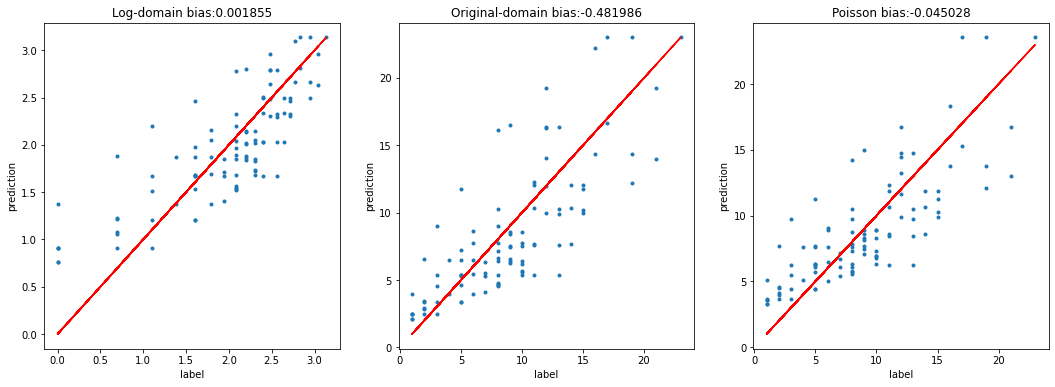 Log-domain bias:0.001855
3.0
2.5
2.0
1.5
1.0
0.5
0.0
prediction
0.0 0.5 1.0 1.5 2.0 2.5 3.0
label
Original-domain bias:-0.481986
20
15
10
5
0
prediction
0 5 10 15 20
label
Poisson bias:-0.045028
20
15
10
5
0
prediction
0 5 10 15 20
label